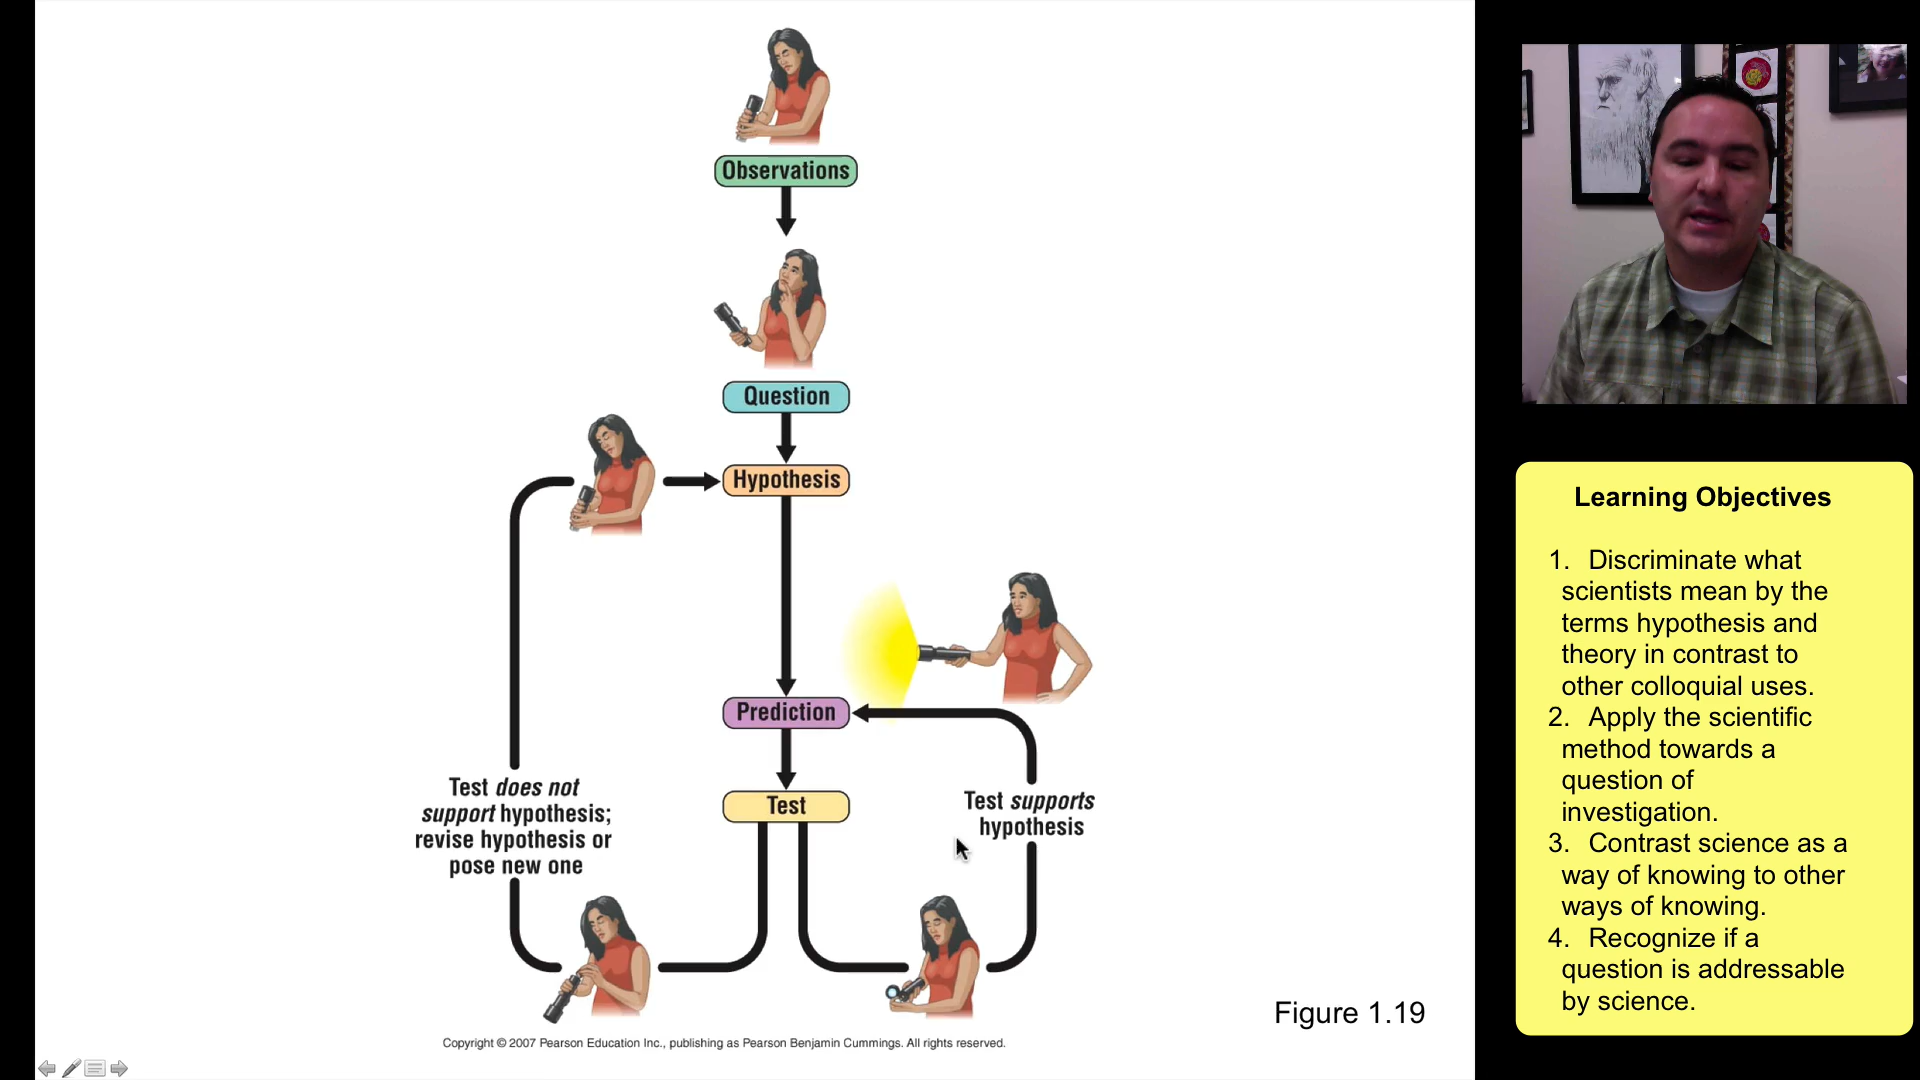 Observations
Question
Hypothesis
Prediction
Test
Test does not
support hypothesis;
revise hypothesis or
pose new one
Test supports
hypothesis
Figure 1.19
Copyright © 2007 Pearson Education Inc., publishing as Pearson Benjamin Cummings. All rights reserved.
Learning Objectives
1. Discriminate what
scientists mean by the
terms hypothesis and
theory in contrast to
other colloquial uses.
2. Apply the scientific
method towards a
question of
investigation.
3. Contrast science as a
way of knowing to other
ways of knowing.
4. Recognize if a
question is addressable
by science.